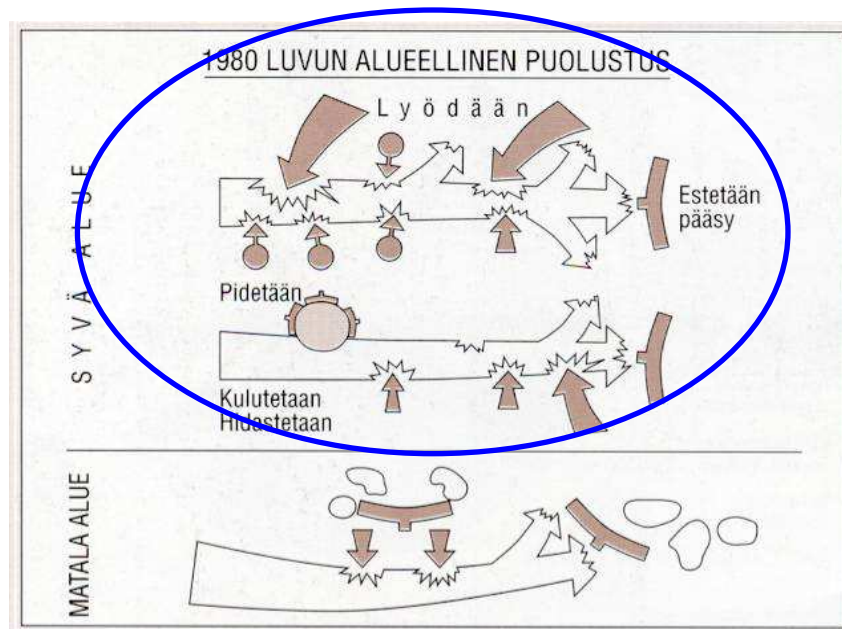 1980 LUVUN ALUEELLINEN PUOLUSTUS
Lyödään
Estetään
pääsy
SYVÄ ALUE
Pidetään
Kulutetaan
Hidastetaan
MATALA ALUE